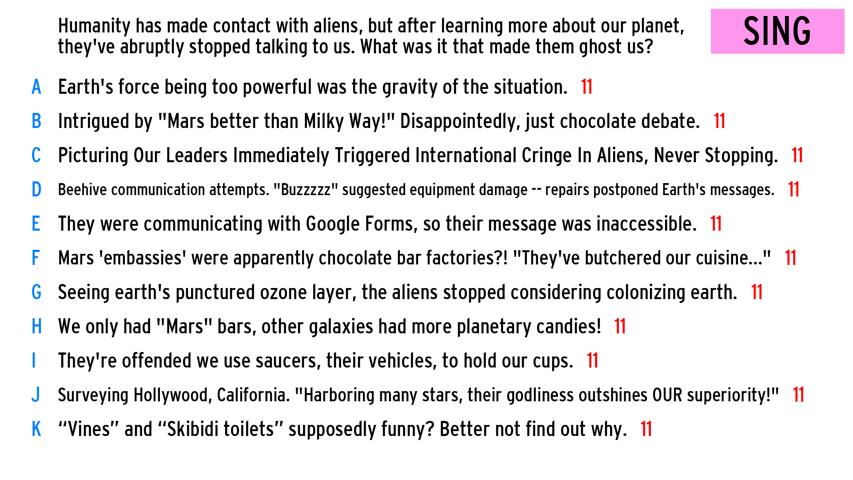 Humanity has made contact with aliens, but after learning more about our planet,
they've abruptly stopped talking to us. What was it that made them ghost us?
SING
A Earth's force being too powerful was the gravity of the situation. 11
B Intrigued by "Mars better than Milky Way!" Disappointedly, just chocolate debate. 11
C Picturing Our Leaders Immediately Triggered International Cringe In Aliens, Never Stopping. 11
D Beehive communication attempts. "Buzzzzz" suggested equipment damage -- repairs postponed Earth's messages. 11
E They were communicating with Google Forms, so their message was inaccessible. 11
F Mars 'embassies' were apparently chocolate bar factories?! "They've butchered our cuisine..." 11
G Seeing earth's punctured ozone layer, the aliens stopped considering colonizing earth. 11
H We only had "Mars" bars, other galaxies had more planetary candies! 11
I They're offended we use saucers, their vehicles, to hold our cups. 11
J Surveying Hollywood, California. "Harboring many stars, their godliness outshines OUR superiority!" 11
K “Vines” and “Skibidi toilets” supposedly funny? Better not find out why. 11